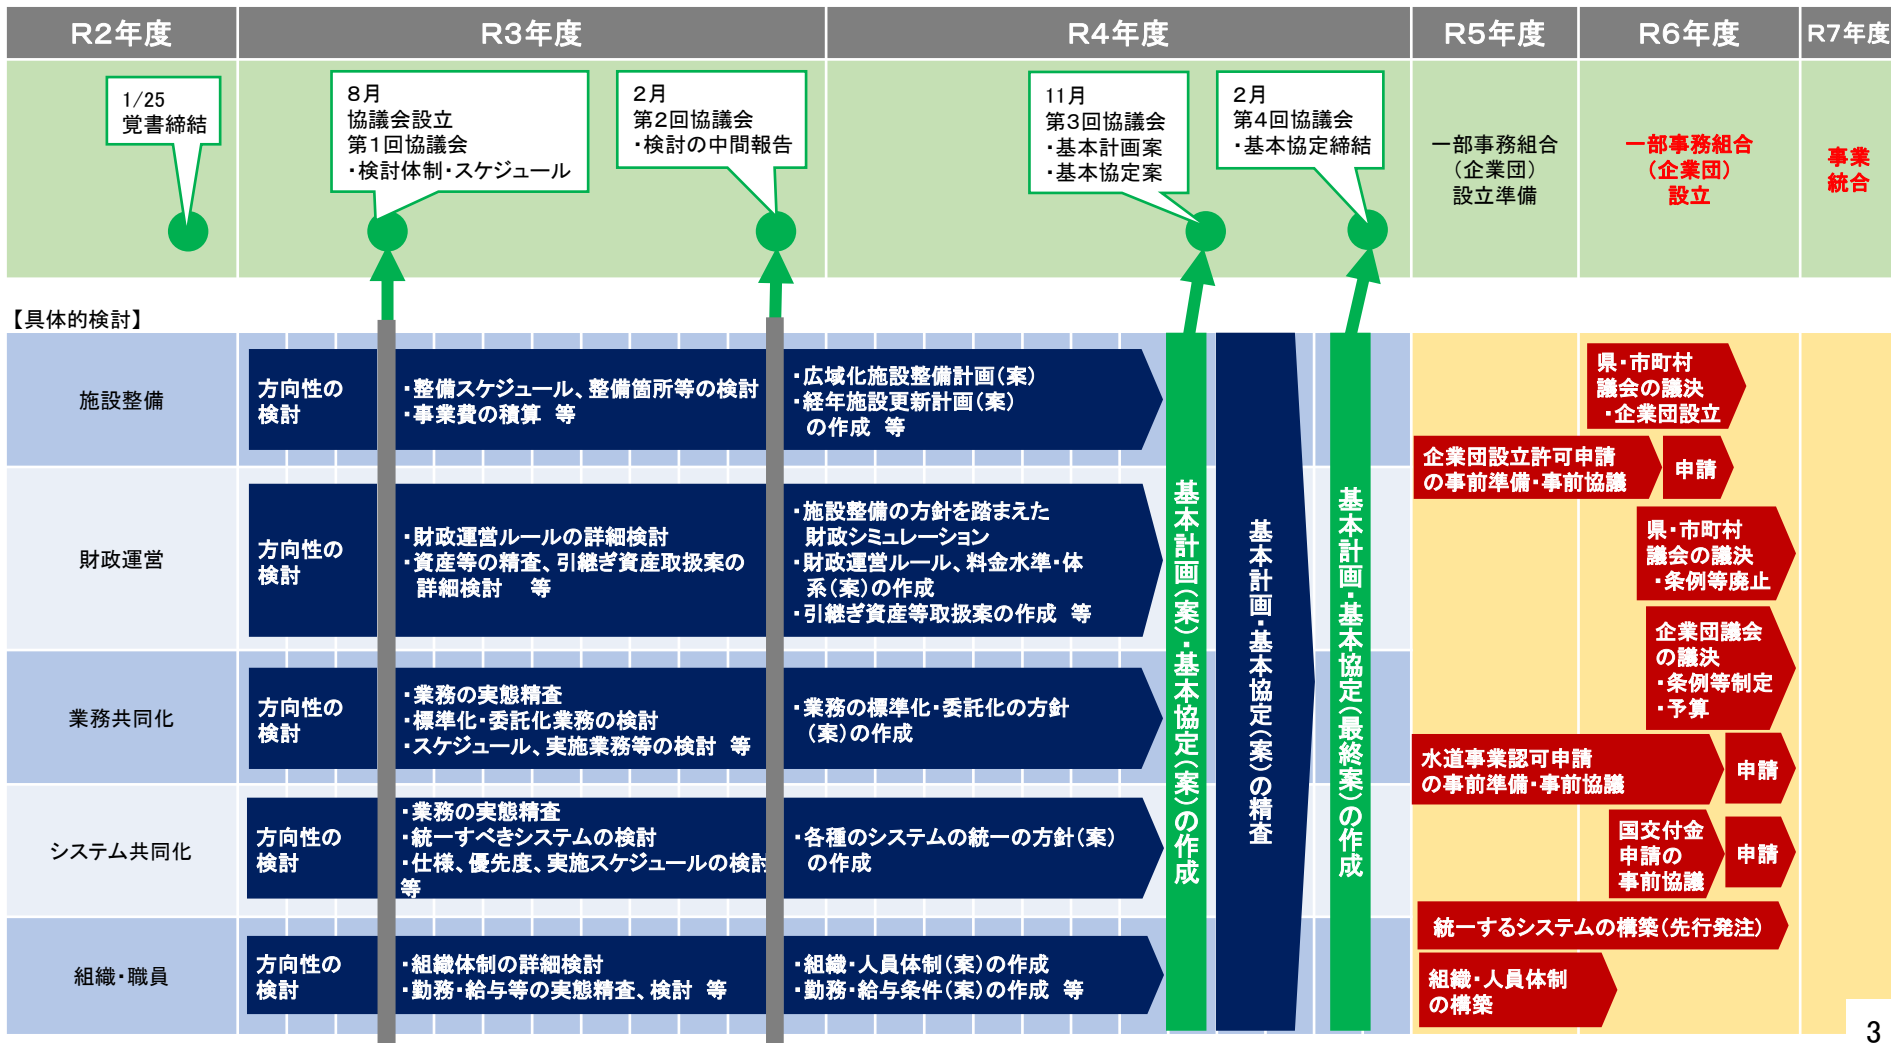 R2年度
R3年度
R4年度
R5年度
R6年度
R7年度
1/25
覚書締結
8月
協議会設立
第1回協議会
・検討体制・スケジュール
2月
第2回協議会
・検討の中間報告
11月
第3回協議会
・基本計画案
・基本協定案
2月
第4回協議会
・基本協定締結
一部事務組合
(企業団)
設立準備
一部事務組合
(企業団)
設立
事業
統合
【具体的検討】
施設整備
方向性の
検討
・整備スケジュール、整備箇所等の検討
・事業費の積算 等
・広域化施設整備計画(案)
・経年施設更新計画(案)
の作成 等
財政運営
方向性の
検討
・財政運営ルールの詳細検討
・資産等の精査、引継ぎ資産取扱案の
詳細検討 等
・施設整備の方針を踏まえた
財政シミュレーション
・財政運営ルール、料金水準・体
系(案)の作成
・引継ぎ資産等取扱案の作成 等
業務共同化
方向性の
検討
・業務の実態精査
・標準化・委託化業務の検討
・スケジュール、実施業務等の検討 等
・業務の標準化・委託化の方針
(案)の作成
システム共同化
方向性の
検討
・業務の実態精査
・統一すべきシステムの検討
・仕様、優先度、実施スケジュールの検討
等
・各種のシステムの統一の方針(案)
の作成
組織・職員
方向性の
検討
・組織体制の詳細検討
・勤務・給与等の実態精査、検討 等
・組織・人員体制(案)の作成
・勤務・給与条件(案)の作成 等
基本計画(案)・基本協定(案)の作成
基本計画・基本協定(案)の精査
基本計画・基本協定(最終案)の作成
県・市町村
議会の議決
・企業団設立
企業団設立許可申請
の事前準備・事前協議
申請
県・市町村
議会の議決
・条例等廃止
企業団議会
の議決
・条例等制定
・予算
水道事業認可申請
の事前準備・事前協議
申請
国交付金
申請の
事前協議
申請
統一するシステムの構築(先行発注)
組織・人員体制
の構築
3